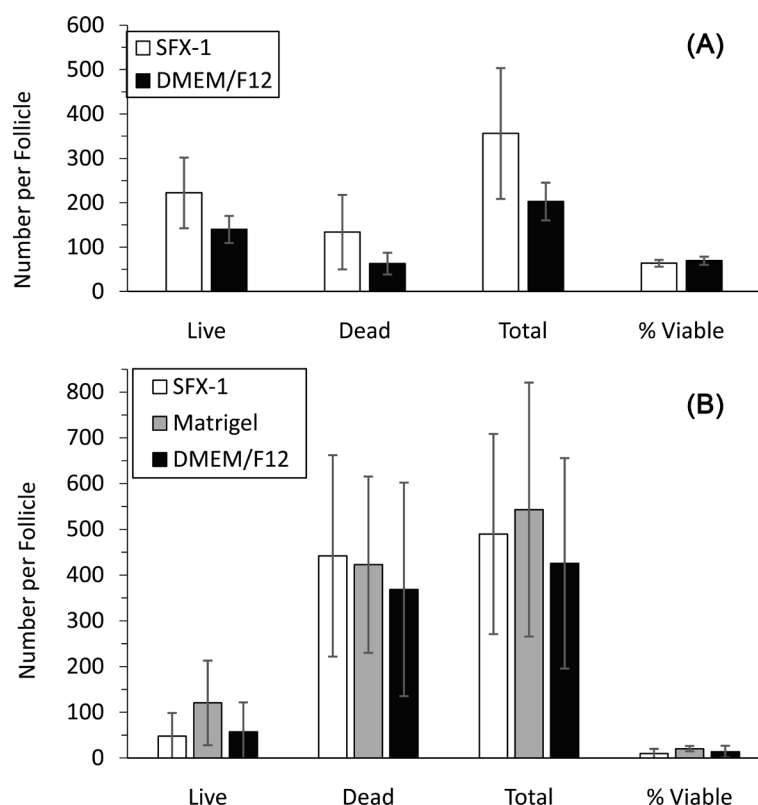 (A)
SFX-1
DMEM/F12
Number per Follicle
600
500
400
300
200
100
0
Live Dead Total % Viable
(B)
SFX-1
Matrigel
DMEM/F12
Number per Follicle
800
700
600
500
400
300
200
100
0
Live Dead Total % Viable